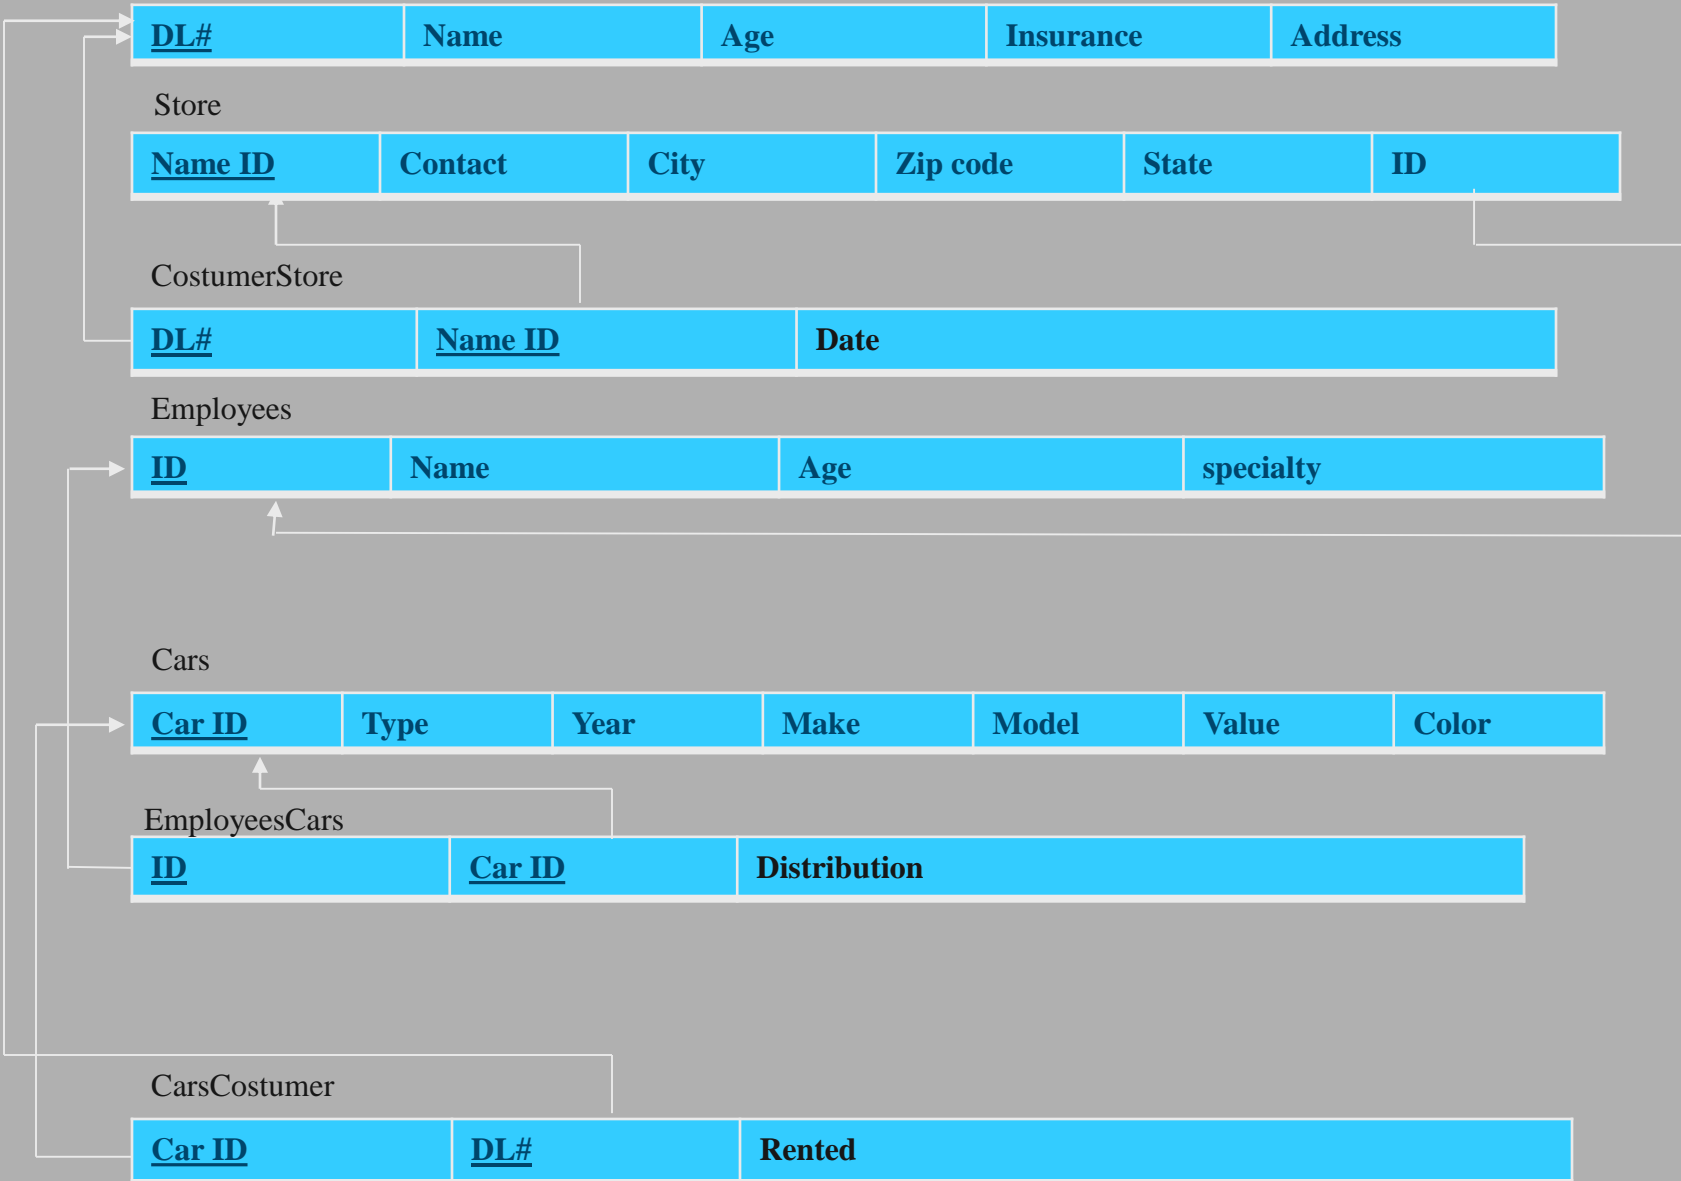 DL# Name Age Insurance Address
Store
Name ID Contact City Zip code State ID
CostumerStore
DL# Name ID Date
Employees
ID Name Age specialty
Cars
Car ID Type Year Make Model Value Color
EmployeesCars
ID Car ID Distribution
CarsCostumer
Car ID DL# Rented